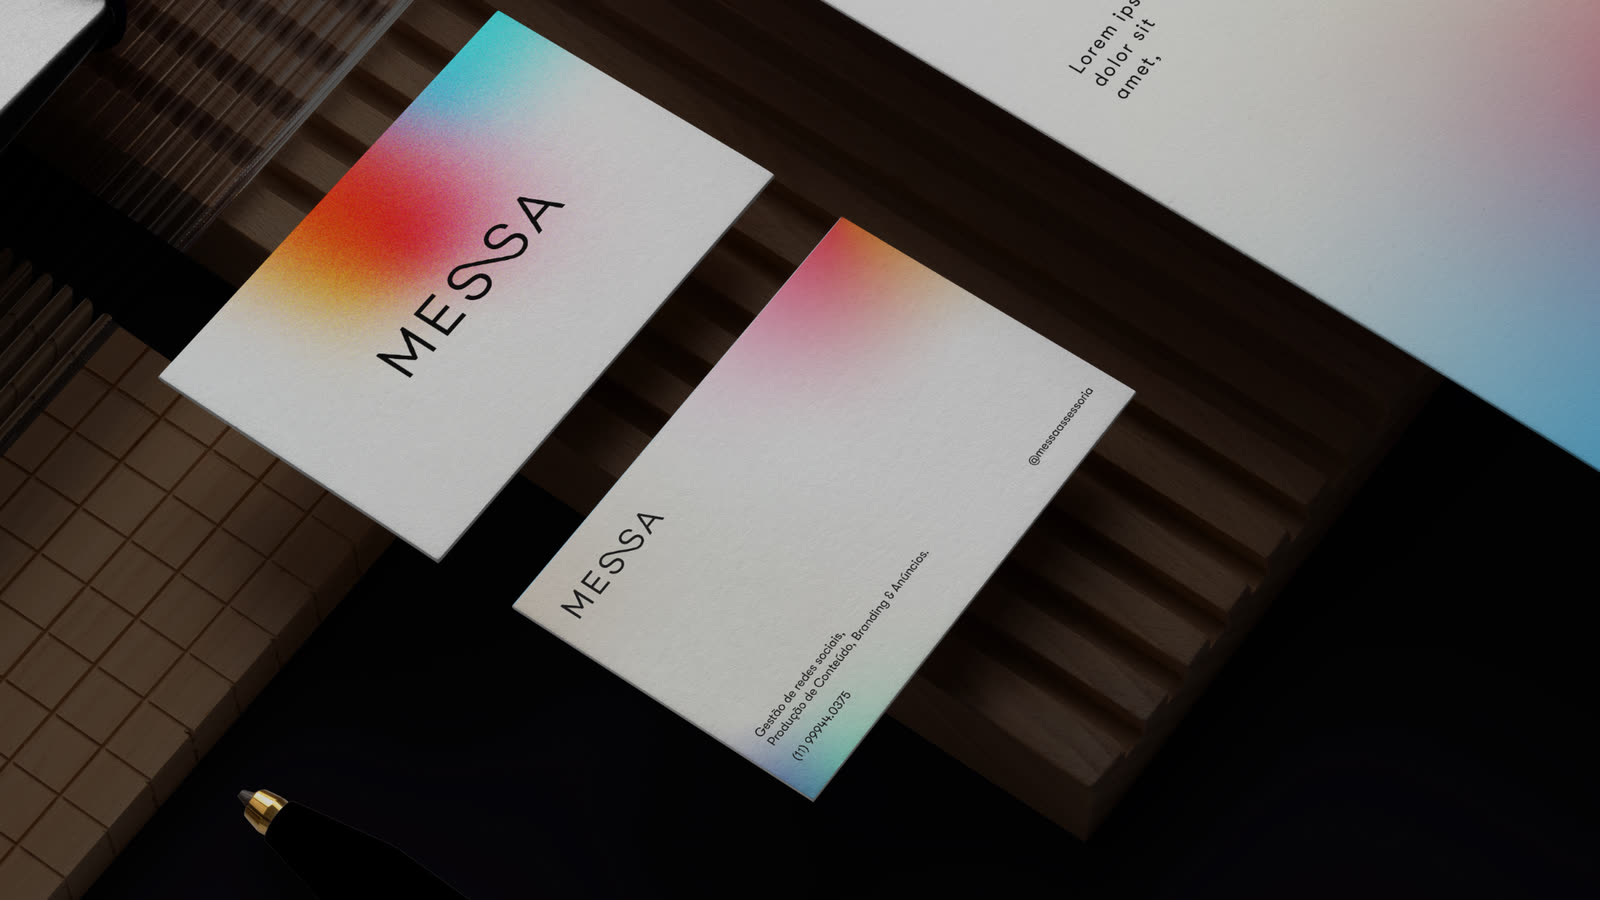 MESSA
MESSA
@messaassessoria
Gestão de redes sociais,
Produção de Conteúdo, Branding & Anúncios.
(11) 99944.0375
Lorem ips
dolor sit
amet,